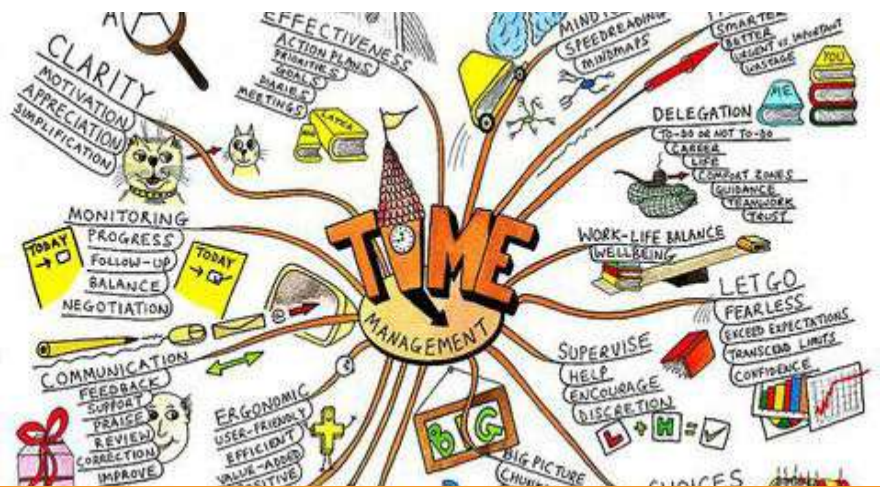 A
CLARITY
MOTIVATION
APPRECIATION
SIMPLIFICATION
EFFECTIVENESS
ACTION PLANS
PRIORITIES
GOALS
DIARIES
MEETINGS
LATER
SPEEDREADING
MINDMAPS
SMARTER
BETTER
URGENT VS IMPORTANT
WASTAGE
ME
YOU
DELEGATION
TO-DO OR NOT TO-DO
CAREER
LIFE
COMFORT ZONES
GUIDANCE
TEAMWORK
TRUST
MONITORING
PROGRESS
FOLLOW-UP
BALANCE
NEGOTIATION
TODAY
TODAY
TIME
MANAGEMENT
WORK-LIFE BALANCE
WELLBEING
LET GO
FEARLESS
EXCEED EXPECTATIONS
TRANSCEND LIMITS
CONFIDENCE
@
COMMUNICATION
FEEDBACK
SUPPORT
PRAISE
REVIEW
CORRECTION
IMPROVE
ERGONOMIC
USER-FRIENDLY
EFFICIENT
VALUE-ADDED
BIG
BIG PICTURE
SUPERVISE
HELP
ENCOURAGE
DISCRETION
L + H =
CHOICES